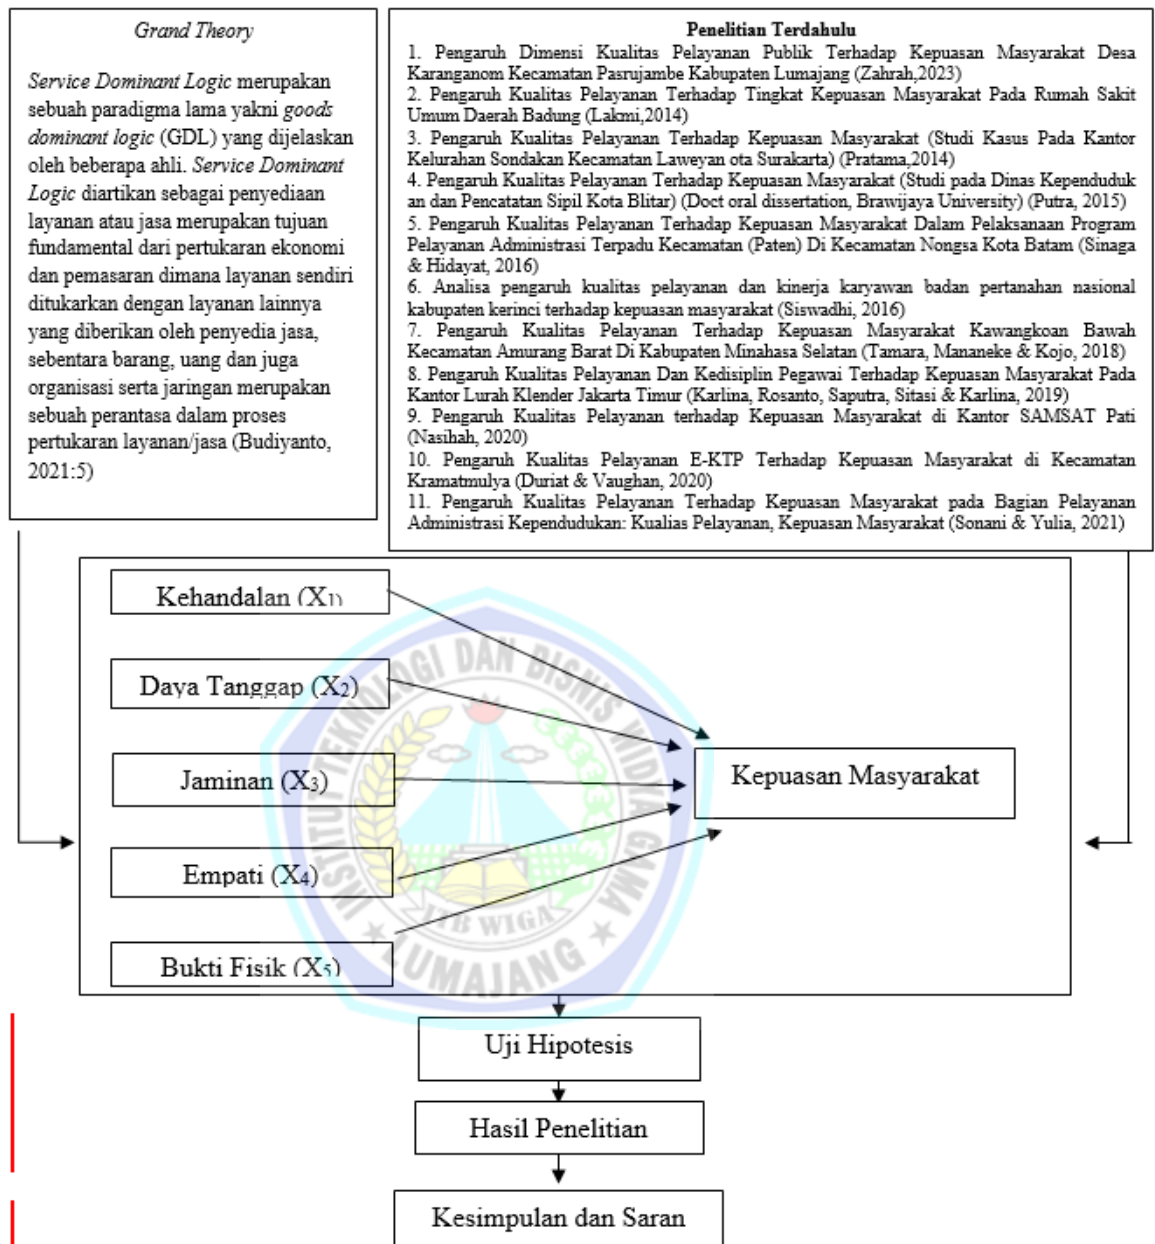 Grand Theory
Service Dominant Logic merupakan
sebuah paradigma lama yakni goods
dominant logic (GDL) yang dijelaskan
oleh beberapa ahli. Service Dominant
Logic diartikan sebagai penyediaan
layanan atau jasa merupakan tujuan
fundamental dari pertukaran ekonomi
dan pemasaran dimana layanan sendiri
ditukarkan dengan layanan lainnya
yang diberikan oleh penyedia jasa,
sebentara barang, uang dan juga
organisasi serta jaringan merupakan
sebuah perantasa dalam proses
pertukaran layanan/jasa (Budiyanto,
2021:5)
Penelitian Terdahulu
1. Pengaruh Dimensi Kualitas Pelayanan Publik Terhadap Kepuasan Masyarakat Desa
Karanganom Kecamatan Pasrujambe Kabupaten Lumajang (Zahrah,2023)
2. Pengaruh Kualitas Pelayanan Terhadap Tingkat Kepuasan Masyarakat Pada Rumah Sakit
Umum Daerah Badung (Lakmi,2014)
3. Pengaruh Kualitas Pelayanan Terhadap Kepuasan Masyarakat (Studi Kasus Pada Kantor
Kelurahan Sondakan Kecamatan Laweyan ota Surakarta) (Pratama,2014)
4. Pengaruh Kualitas Pelayanan Terhadap Kepuasan Masyarakat (Studi pada Dinas Kependuduk
an dan Pencatatan Sipil Kota Blitar) (Doct oral dissertation, Brawijaya University) (Putra, 2015)
5. Pengaruh Kualitas Pelayanan Terhadap Kepuasan Masyarakat Dalam Pelaksanaan Program
Pelayanan Administrasi Terpadu Kecamatan (Paten) Di Kecamatan Nongsa Kota Batam (Sinaga
& Hidayat, 2016)
6. Analisa pengaruh kualitas pelayanan dan kinerja karyawan badan pertanahan nasional
kabupaten kerinci terhadap kepuasan masyarakat (Siswadhi, 2016)
7. Pengaruh Kualitas Pelayanan Terhadap Kepuasan Masyarakat Kawangkoan Bawah
Kecamatan Amurang Barat Di Kabupaten Minahasa Selatan (Tamara, Mananeke & Kojo, 2018)
8. Pengaruh Kualitas Pelayanan Dan Kedisiplin Pegawai Terhadap Kepuasan Masyarakat Pada
Kantor Lurah Klender Jakarta Timur (Karlina, Rosanto, Saputra, Sitasi & Karlina, 2019)
9. Pengaruh Kualitas Pelayanan terhadap Kepuasan Masyarakat di Kantor SAMSAT Pati
(Nasihah, 2020)
10. Pengaruh Kualitas Pelayanan E-KTP Terhadap Kepuasan Masyarakat di Kecamatan
Kramatmulya (Duriat & Vaughan, 2020)
11. Pengaruh Kualitas Pelayanan Terhadap Kepuasan Masyarakat pada Bagian Pelayanan
Administrasi Kependudukan: Kualias Pelayanan, Kepuasan Masyarakat (Sonani & Yulia, 2021)
Kehandalan (X1)
Daya Tanggap (X2)
Jaminan (X3)
Empati (X4)
Bukti Fisik (X5)
Kepuasan Masyarakat
INSTITUT TEKNOLOGI DAN BISNIS WIDYA GAMA
ITB WIGA
LUMAJANG
Uji Hipotesis
Hasil Penelitian
Kesimpulan dan Saran